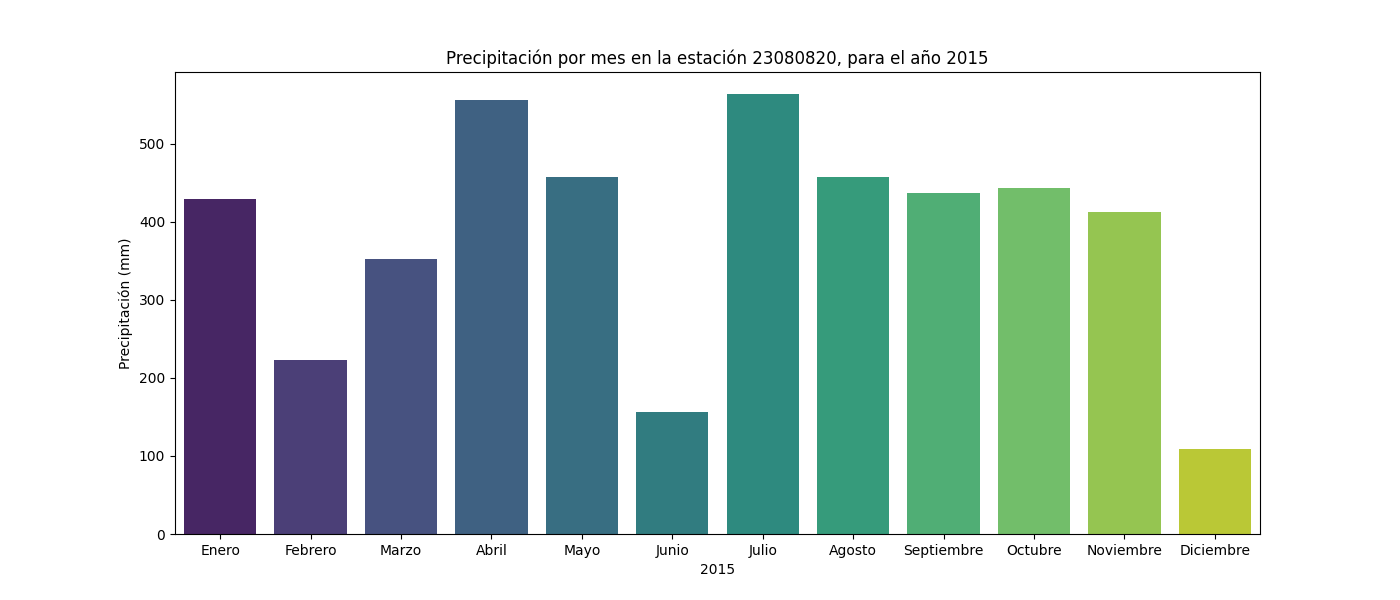 Precipitación por mes en la estación 23080820, para el año 2015
Precipitación (mm)
500
400
300
200
100
0
Enero Febrero Marzo Abril Mayo Junio Julio Agosto Septiembre Octubre Noviembre Diciembre
2015